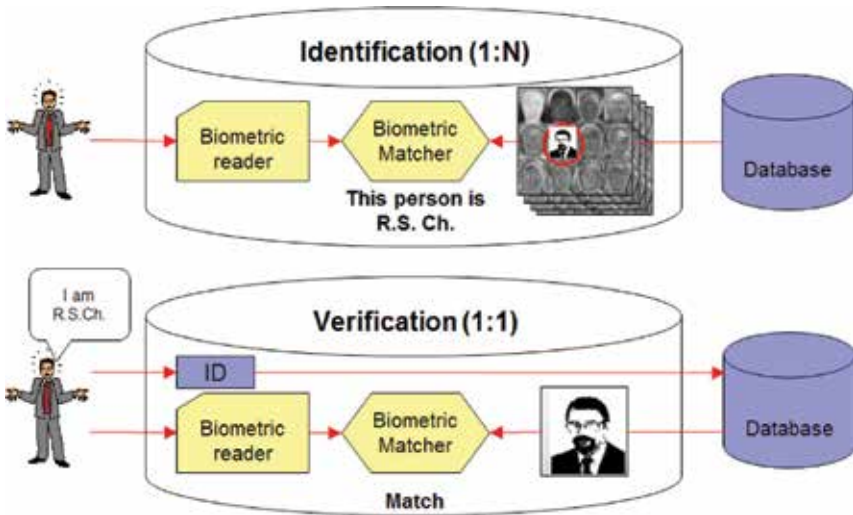 Identification (1:N)
Biometric
reader
Biometric
Matcher
This person is
R.S. Ch.
Database
I am
R.S.Ch.
Verification (1:1)
ID
Biometric
reader
Biometric
Matcher
Database
Match